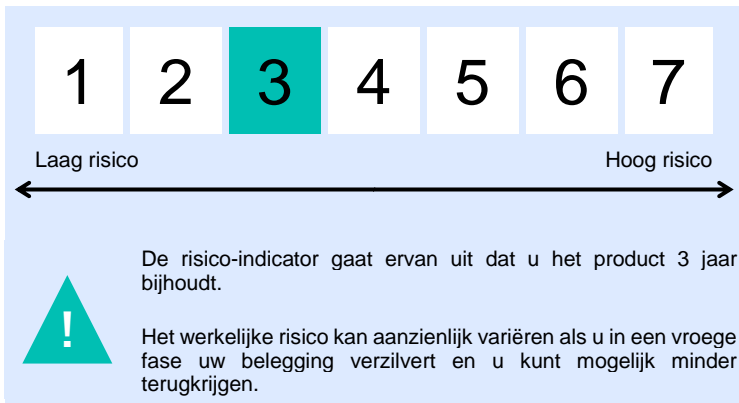 1 2 3 4 5 6 7
Laag risico Hoog risico
De risico-indicator gaat ervan uit dat u het product 3 jaar
bijhoudt.
!
Het werkelijke risico kan aanzienlijk variëren als u in een vroege
fase uw belegging verzilvert en u kunt mogelijk minder
terugkrijgen.